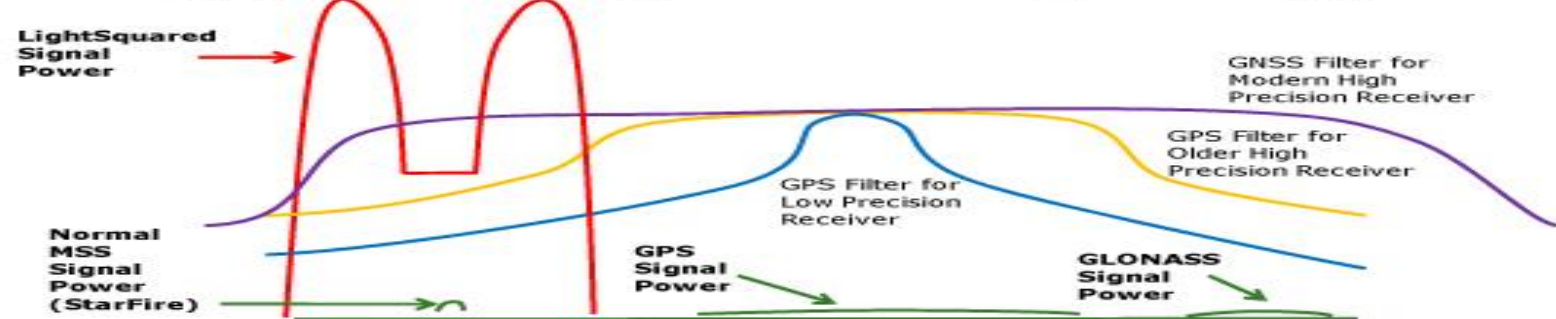 LightSquared
Signal
Power
GNSS Filter for
Modern High
Precision Receiver
GPS Filter for
Older High
Precision Receiver
GPS Filter for
Low Precision
Receiver
Normal
MSS
Signal
Power
(StarFire)
GPS
Signal
Power
GLONASS
Signal
Power